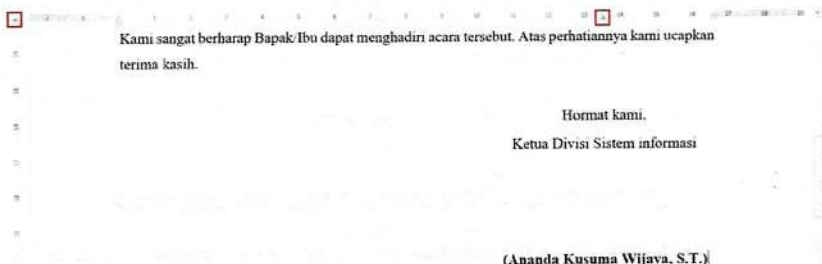 Kami sangat berharap Bapak/Ibu dapat menghadiri acara tersebut. Atas perhatiannya kami ucapkan
terima kasih.
Hormat kami,
Ketua Divisi Sistem informasi
(Ananda Kusuma Wijaya, S.T.)